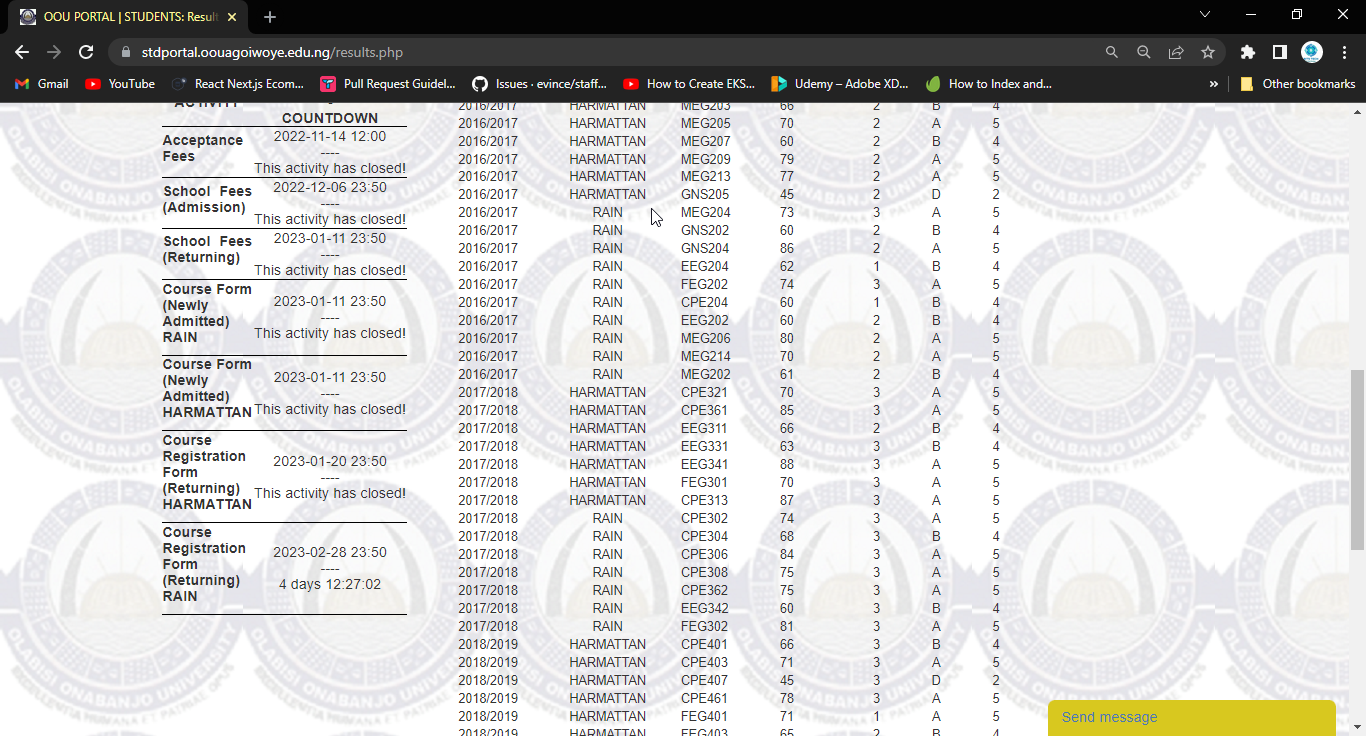 OOU PORTAL | STUDENTS: Result
stdportal.oouagoiwoye.edu.ng/results.php
Gmail YouTube React Next.js Ecom... Pull Request Guidel... Issues · evince/staff... How to Create EKS... Udemy – Adobe XD... How to Index and... » Other bookmarks
ACTIVITY -
COUNTDOWN
Acceptance Fees
2022-11-14 12:00
----
This activity has closed!
School Fees (Admission)
2022-12-06 23:50
----
This activity has closed!
School Fees (Returning)
2023-01-11 23:50
----
This activity has closed!
Course Form (Newly Admitted) RAIN
2023-01-11 23:50
----
This activity has closed!
Course Form (Newly Admitted) HARMATTAN
2023-01-11 23:50
----
This activity has closed!
Course Registration Form (Returning) HARMATTAN
2023-01-20 23:50
----
This activity has closed!
Course Registration Form (Returning) RAIN
2023-02-28 23:50
----
4 days 12:27:02
2016/2017 HARMATTAN MEG203 66 2 B 4
2016/2017 HARMATTAN MEG205 70 2 A 5
2016/2017 HARMATTAN MEG207 60 2 B 4
2016/2017 HARMATTAN MEG209 79 2 A 5
2016/2017 HARMATTAN MEG213 77 2 A 5
2016/2017 HARMATTAN GNS205 45 2 D 2
2016/2017 RAIN MEG204 73 3 A 5
2016/2017 RAIN GNS202 60 2 B 4
2016/2017 RAIN GNS204 86 2 A 5
2016/2017 RAIN EEG204 62 1 B 4
2016/2017 RAIN FEG202 74 3 A 5
2016/2017 RAIN CPE204 60 1 B 4
2016/2017 RAIN EEG202 60 2 B 4
2016/2017 RAIN MEG206 80 2 A 5
2016/2017 RAIN MEG214 70 2 A 5
2016/2017 RAIN MEG202 61 2 B 4
2017/2018 HARMATTAN CPE321 70 3 A 5
2017/2018 HARMATTAN CPE361 85 3 A 5
2017/2018 HARMATTAN EEG311 66 2 B 4
2017/2018 HARMATTAN EEG331 63 3 B 4
2017/2018 HARMATTAN EEG341 88 3 A 5
2017/2018 HARMATTAN FEG301 70 3 A 5
2017/2018 HARMATTAN CPE313 87 3 A 5
2017/2018 RAIN CPE302 74 3 A 5
2017/2018 RAIN CPE304 68 3 B 4
2017/2018 RAIN CPE306 84 3 A 5
2017/2018 RAIN CPE308 75 3 A 5
2017/2018 RAIN CPE362 75 3 A 5
2017/2018 RAIN EEG342 60 3 B 4
2017/2018 RAIN FEG302 81 3 A 5
2018/2019 HARMATTAN CPE401 66 3 B 4
2018/2019 HARMATTAN CPE403 71 3 A 5
2018/2019 HARMATTAN CPE407 45 3 D 2
2018/2019 HARMATTAN CPE461 78 3 A 5
2018/2019 HARMATTAN FEG401 71 1 A 5
2018/2019 HARMATTAN FEG403 65 2 B 4
Send message